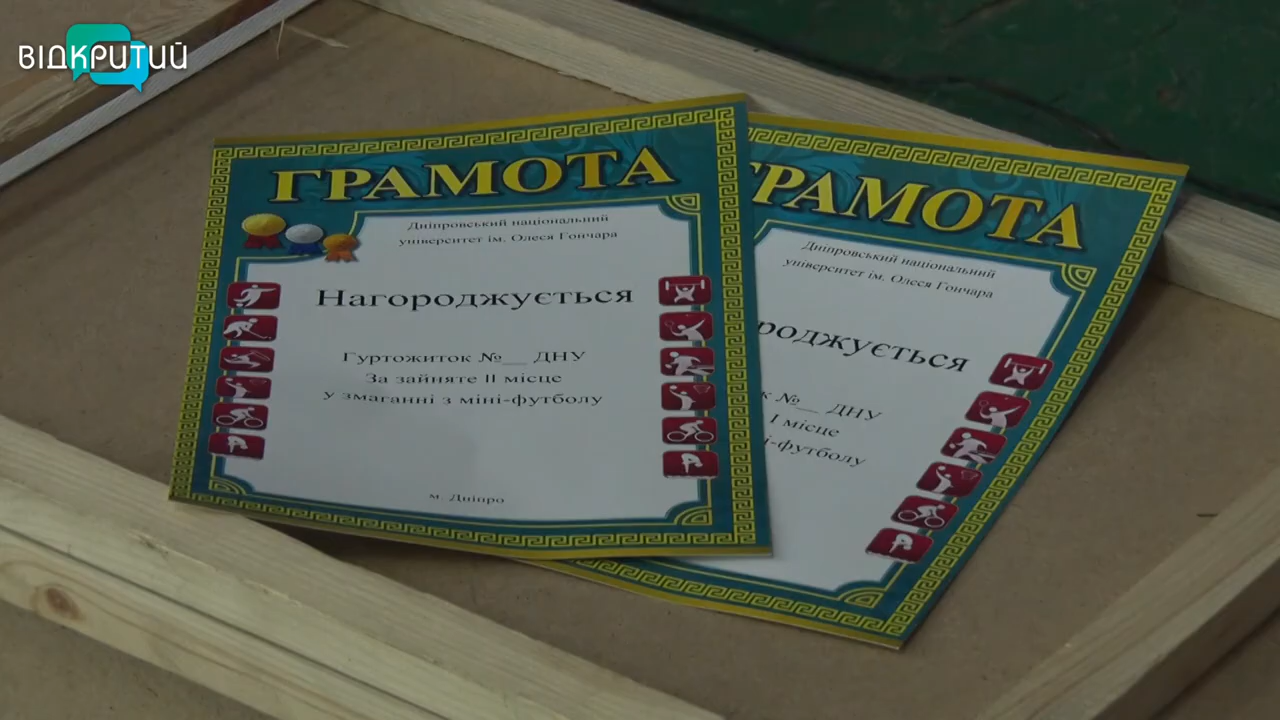 ВІДКРИТИЙ
ГРАМОТА
Дніпровський національний
університет ім. Олеся Гончара
Нагороджується
Гуртожиток №__ ДНУ
За зайняте II місце
у змаганні з міні-футболу
м. Дніпро
ГРАМОТА
Дніпровський національний
університет ім. Олеся Гончара
роджується
№__ ДНУ
I місце
і-футболу